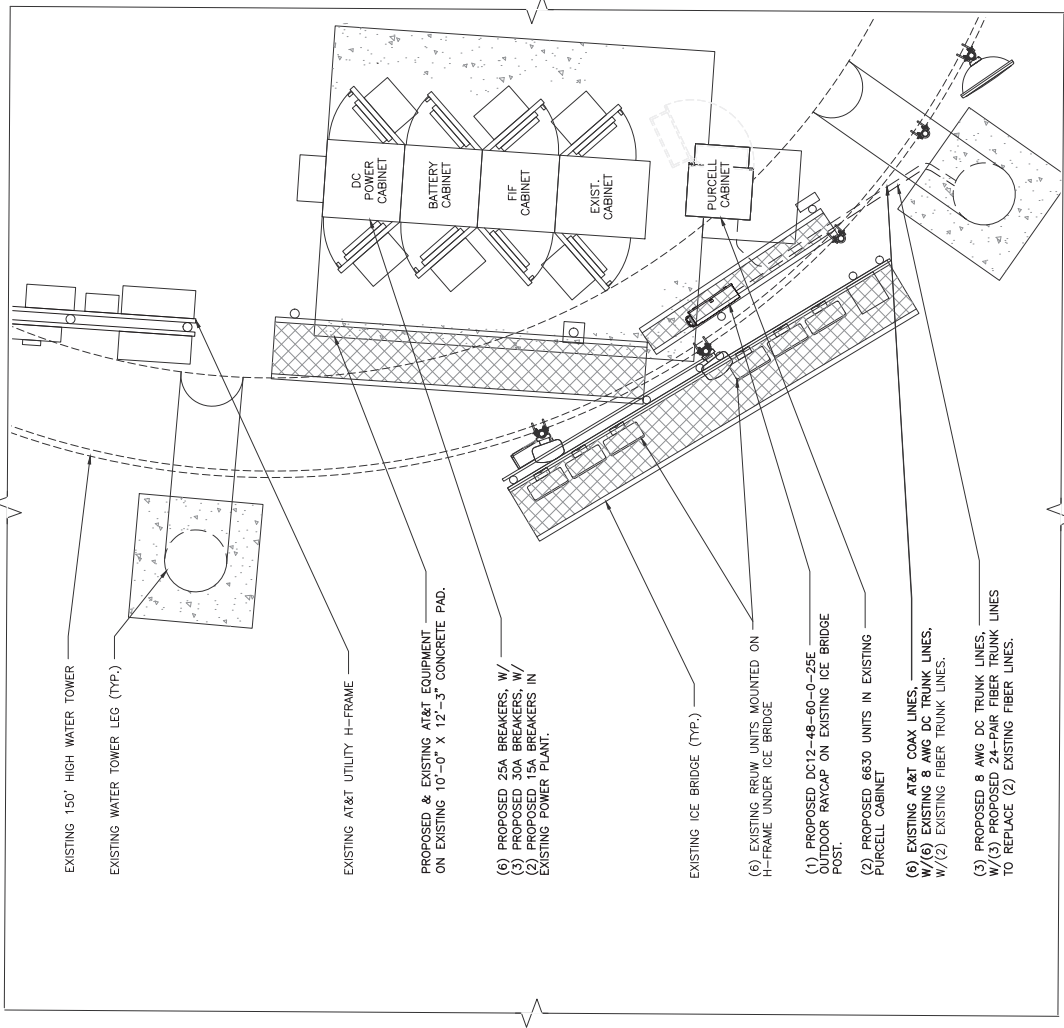 EXISTING 150' HIGH WATER TOWER
EXISTING WATER TOWER LEG (TYP.)
EXISTING AT&T UTILITY H-FRAME
PROPOSED & EXISTING AT&T EQUIPMENT
ON EXISTING 10'-0" X 12'-3" CONCRETE PAD.
(6) PROPOSED 25A BREAKERS, W/
(3) PROPOSED 30A BREAKERS, W/
(2) PROPOSED 15A BREAKERS IN
EXISTING POWER PLANT.
EXISTING ICE BRIDGE (TYP.)
(6) EXISTING RRUW UNITS MOUNTED ON
H-FRAME UNDER ICE BRIDGE
(1) PROPOSED DC12-48-60-0-25E
OUTDOOR RAYCAP ON EXISTING ICE BRIDGE
POST.
(2) PROPOSED 6630 UNITS IN EXISTING
PURCELL CABINET
(6) EXISTING AT&T COAX LINES,
W/(6) EXISTING 8 AWG DC TRUNK LINES,
W/(2) EXISTING FIBER TRUNK LINES.
(3) PROPOSED 8 AWG DC TRUNK LINES,
W/(3) PROPOSED 24-PAIR FIBER TRUNK LINES
TO REPLACE (2) EXISTING FIBER LINES.
DC
POWER
CABINET
BATTERY
CABINET
FIF
CABINET
EXIST.
CABINET
PURCELL
CABINET